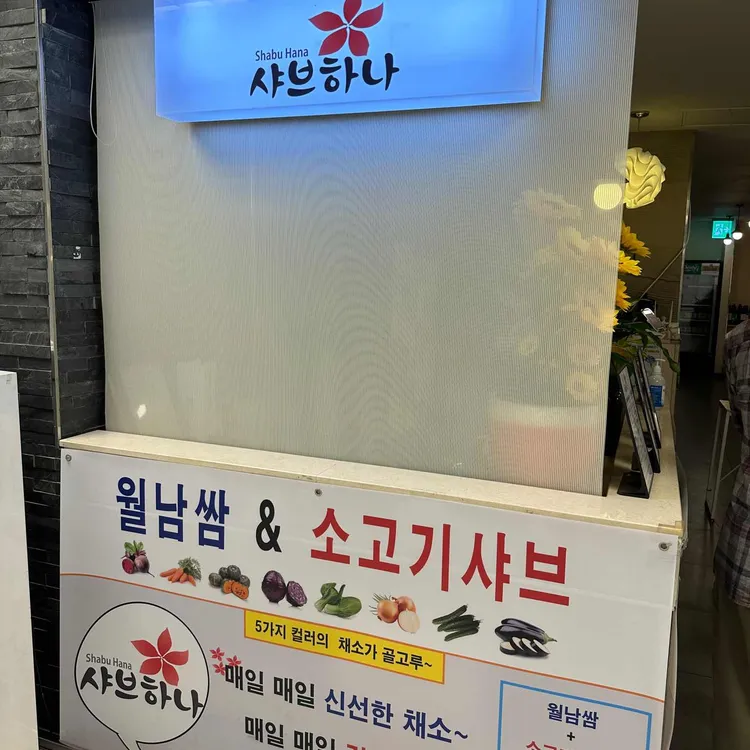 Shabu Hana
샤브하나
월남쌈 & 소고기샤브
5가지 컬러의 채소가 골고루~
Shabu Hana
샤브하나
매일 매일 신선한 채소~
매일 매일
월남쌈
+